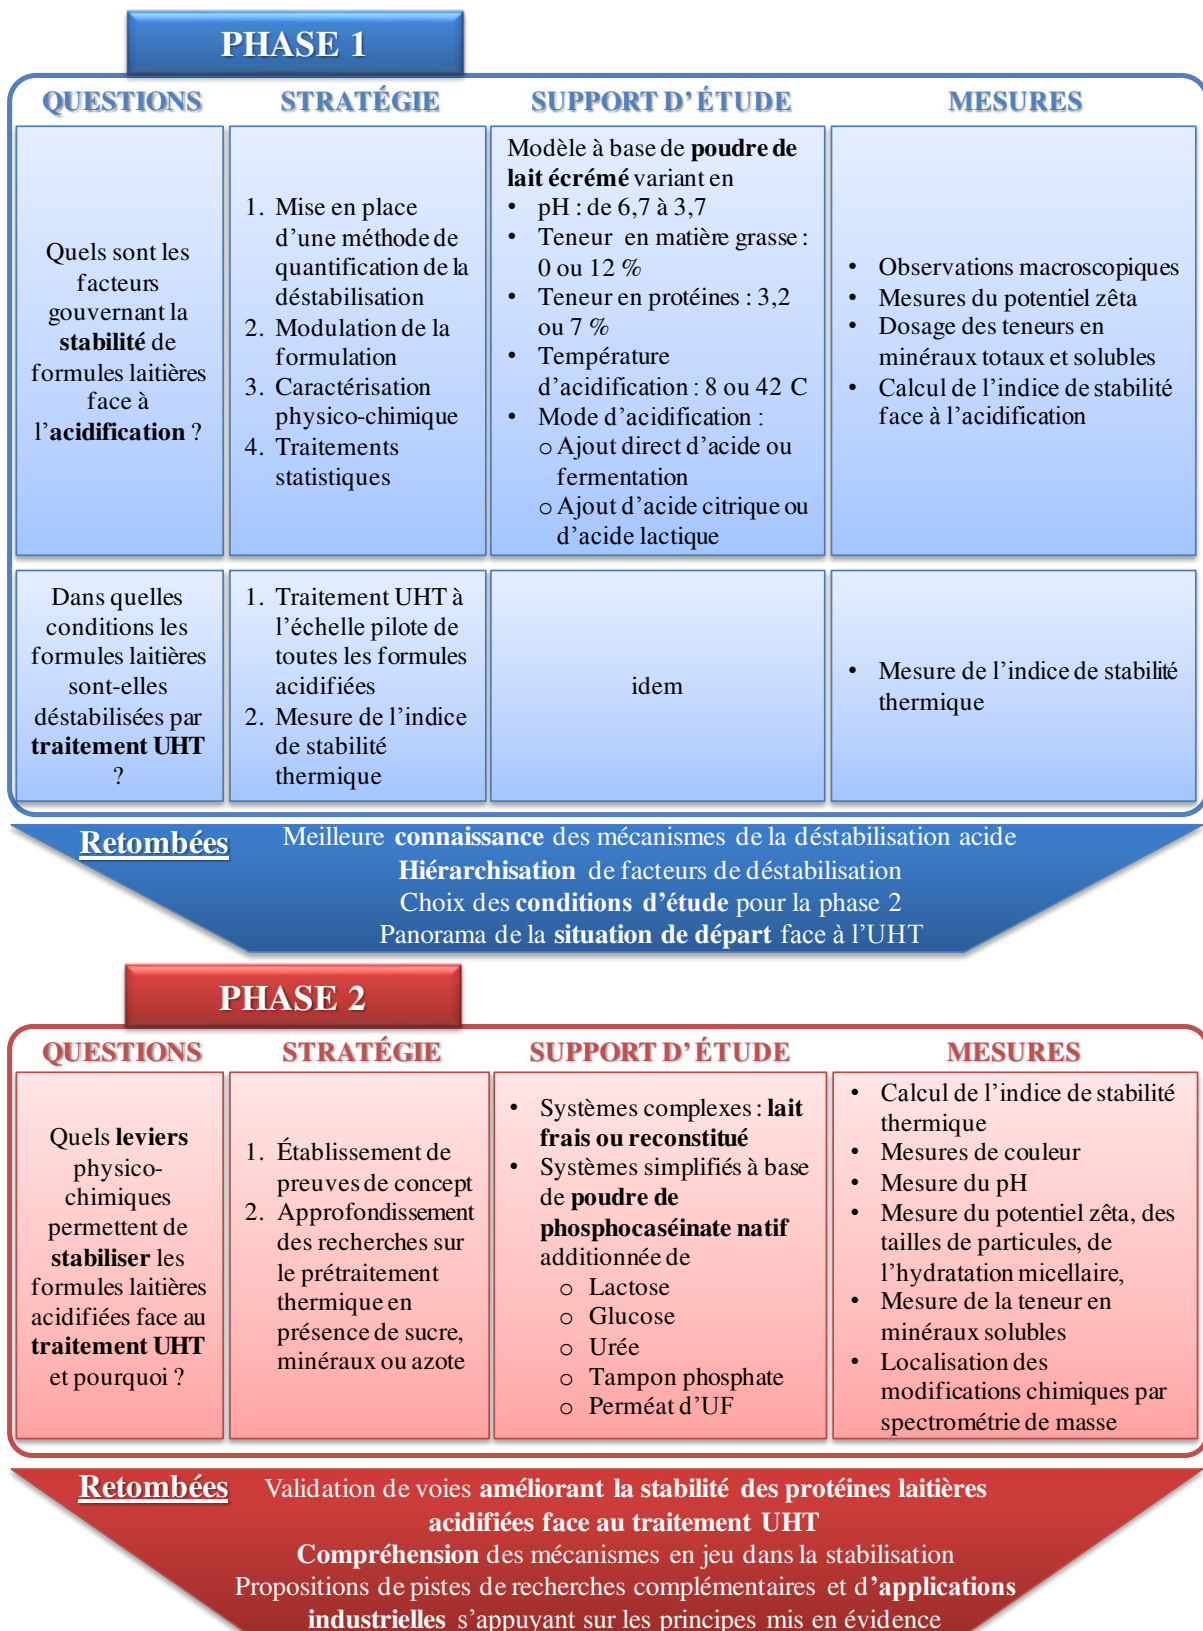 PHASE 1
QUESTIONS
STRATÉGIE
SUPPORT D'ÉTUDE
MESURES
Quels sont les
facteurs
gouvernant la
stabilité de
formules laitières
face à
l'acidification ?
1. Mise en place
d'une méthode de
quantification de la
déstabilisation
2. Modulation de la
formulation
3. Caractérisation
physico-chimique
4. Traitements
statistiques
Modèle à base de poudre de
lait écrémé variant en
• pH : de 6,7 à 3,7
• Teneur en matière grasse :
0 ou 12 %
• Teneur en protéines : 3,2
ou 7 %
• Température
d'acidification : 8 ou 42 C
• Mode d'acidification :
o Ajout direct d'acide ou
fermentation
o Ajout d'acide citrique ou
d'acide lactique
• Observations macroscopiques
• Mesures du potentiel zêta
• Dosage des teneurs en
minéraux totaux et solubles
• Calcul de l'indice de stabilité
face à l'acidification
Dans quelles
conditions les
formules laitières
sont-elles
déstabilisées par
traitement UHT
?
1. Traitement UHT à
l'échelle pilote de
toutes les formules
acidifiées
2. Mesure de l'indice
de stabilité
thermique
idem
• Mesure de l'indice de stabilité
thermique
Retombées
Meilleure connaissance des mécanismes de la déstabilisation acide
Hiérarchisation de facteurs de déstabilisation
Choix des conditions d'étude pour la phase 2
Panorama de la situation de départ face à l'UHT
PHASE 2
QUESTIONS
STRATÉGIE
SUPPORT D'ÉTUDE
MESURES
Quels leviers
physico-
chimiques
permettent de
stabiliser les
formules laitières
acidifiées face au
traitement UHT
et pourquoi ?
1. Établissement de
preuves de concept
2. Approfondissement
des recherches sur
le prétraitement
thermique en
présence de sucre,
minéraux ou azote
• Systèmes complexes : lait
frais ou reconstitué
• Systèmes simplifiés à base
de poudre de
phosphocaséinate natif
additionnée de
o Lactose
o Glucose
o Urée
o Tampon phosphate
o Perméat d'UF
• Calcul de l'indice de stabilité
thermique
• Mesures de couleur
• Mesure du pH
• Mesure du potentiel zêta, des
tailles de particules, de
l'hydratation micellaire,
• Mesure de la teneur en
minéraux solubles
• Localisation des
modifications chimiques par
spectrométrie de masse
Retombées
Validation de voies améliorant la stabilité des protéines laitières
acidifiées face au traitement UHT
Compréhension des mécanismes en jeu dans la stabilisation
Propositions de pistes de recherches complémentaires et d'applications
industrielles s'appuyant sur les principes mis en évidence